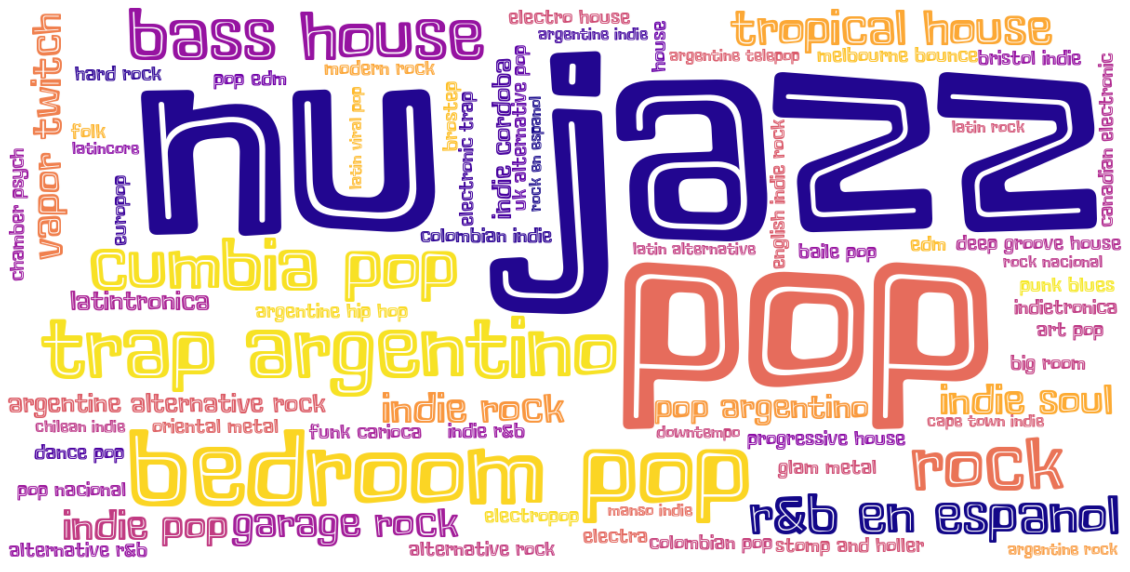 bass house
electro house
argentine indie
tropical house
argentine telepop
melbourne bounce
bristol indie
house
hard rock
pop edm
modern rock
vapor twitch
folk
latincore
chamber psych
europop
nu jazz
latin viral pop
brostep
electronic trap
indie cordoba
uk alternative pop
rock en espanol
english indie rock
latin rock
canadian electronic
colombian indie
latin alternative
baile pop
edm
deep groove house
rock nacional
cumbia pop
latintronica
argentine hip hop
pop
punk blues
indietronica
art pop
big room
trap argentino
argentine alternative rock
indie rock
pop argentino
indie soul
chilean indie
oriental metal
funk carioca
indie r&b
downtempo
progressive house
cape town indie
dance pop
bedroom pop
glam metal
rock
pop nacional
electropop
manso indie
r&b en espanol
indie pop
garage rock
electra
alternative r&b
alternative rock
colombian pop
stomp and holler
argentine rock